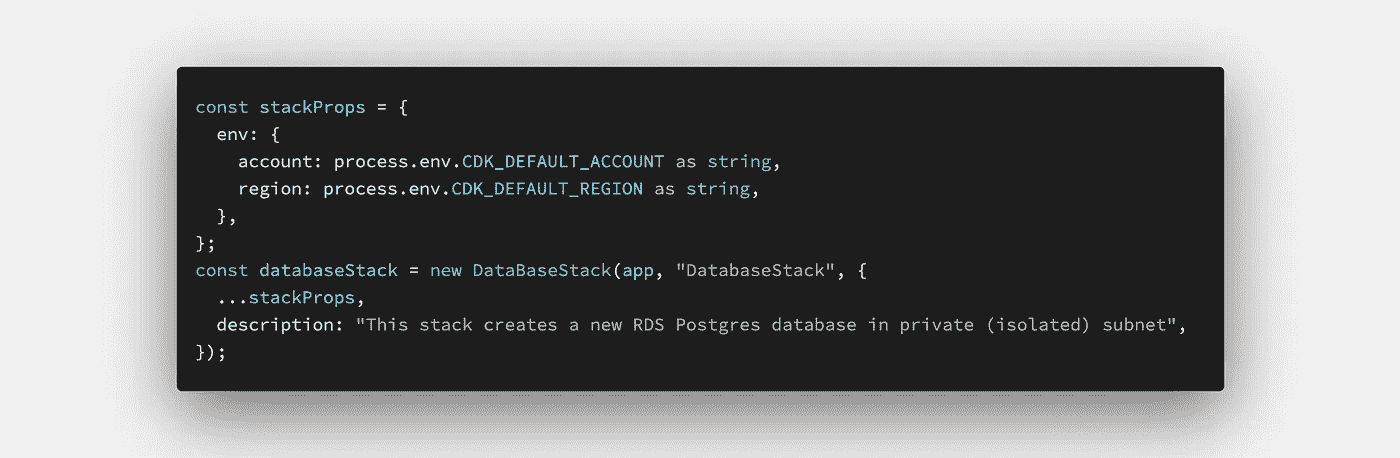 const stackProps = {
  env: {
    account: process.env.CDK_DEFAULT_ACCOUNT as string,
    region: process.env.CDK_DEFAULT_REGION as string,
  },
};
const databaseStack = new DataBaseStack(app, "DatabaseStack", {
  ...stackProps,
  description: "This stack creates a new RDS Postgres database in private (isolated) subnet",
});